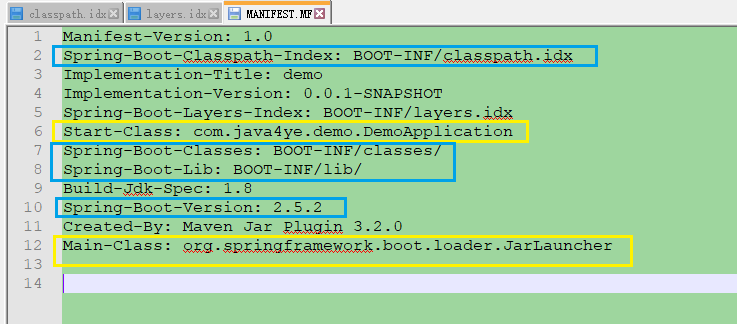 classpath.idx layers.idx MANIFEST.MF
1 Manifest-Version: 1.0
2 Spring-Boot-Classpath-Index: BOOT-INF/classpath.idx
3 Implementation-Title: demo
4 Implementation-Version: 0.0.1-SNAPSHOT
5 Spring-Boot-Layers-Index: BOOT-INF/layers.idx
6 Start-Class: com.java4ye.demo.DemoApplication
7 Spring-Boot-Classes: BOOT-INF/classes/
8 Spring-Boot-Lib: BOOT-INF/lib/
9 Build-Jdk-Spec: 1.8
10 Spring-Boot-Version: 2.5.2
11 Created-By: Maven Jar Plugin 3.2.0
12 Main-Class: org.springframework.boot.loader.JarLauncher
13
14